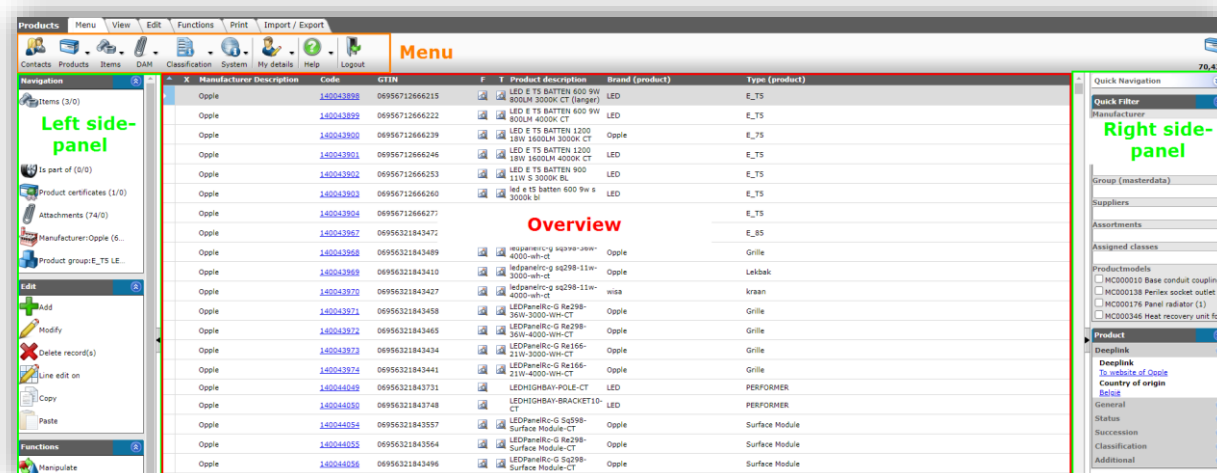 Products Menu View Edit Functions Print Import / Export
Contacts Products Items DAM Classification System My details Help Logout
Menu
Navigation
Items (3/0)
Left side-
panel
Is part of (0/0)
Product certificates (1/0)
Attachments (74/0)
Manufacturer:Opple (6...
Product group:E_T5 LE...
Edit
Add
Modify
Delete record(s)
Line edit on
Copy
Paste
Functions
Manipulate
X Manufacturer Description Code GTIN F T Product description Brand (product) Type (product)
Opple 140043898 06956712666215 LED E T5 BATTEN 600 9W 800LM 3000K CT (langer) LED E_T5
Opple 140043899 06956712666222 LED E T5 BATTEN 600 9W 800LM 4000K CT LED E_T5
Opple 140043900 06956712666239 LED E T5 BATTEN 1200 18W 1600LM 3000K CT Opple E_75
Opple 140043901 06956712666246 LED E T5 BATTEN 1200 18W 1600LM 4000K CT LED E_T5
Opple 140043902 06956712666253 LED E T5 BATTEN 900 11W S 3000K BL LED E_T5
Opple 140043903 06956712666260 led e t5 batten 600 9w s 3000k bl LED E_T5
Opple 140043904 06956712666277 E_T5
Overview
Opple 140043967 0695632184347 E_85
Opple 140043968 06956321843489 ledpanelrc-g sq598-36w-4000-wh-ct Opple Grille
Opple 140043969 06956321843410 ledpanelrc-g sq298-11w-3000-wh-ct Opple Lekbak
Opple 140043970 06956321843427 ledpanelrc-g sq298-11w-4000-wh-ct wisa kraan
Opple 140043971 06956321843458 LEDPanelRc-G Re298-36W-3000-WH-CT Opple Grille
Opple 140043972 06956321843465 LEDPanelRc-G Re298-36W-4000-WH-CT Opple Grille
Opple 140043973 06956321843434 LEDPanelRc-G Re166-21W-3000-WH-CT Opple Grille
Opple 140043974 06956321843441 LEDPanelRc-G Re166-21W-4000-WH-CT Opple Grille
Opple 140044049 06956321843731 LEDHIGHBAY-POLE-CT LED PERFORMER
Opple 140044050 06956321843748 LEDHIGHBAY-BRACKET10-CT LED PERFORMER
Opple 140044054 06956321843557 LEDPanelRc-G Sq598-Surface Module-CT Opple Surface Module
Opple 140044055 06956321843564 LEDPanelRc-G Re298-Surface Module-CT Opple Surface Module
Opple 140044056 06956321843496 LEDPanelRc-G Sq298-Surface Module-CT Opple Surface Module
70,4
Quick Navigation
Quick Filter
Manufacturer
Right side-
panel
Group (masterdata)
Suppliers
Assortments
Assigned classes
Productmodels
MC000010 Base conduit couplin
MC000138 Perilex socket outlet
MC000176 Panel radiator (1)
MC000346 Heat recovery unit fo
Product
Deeplink
Deeplink
To website of Opple
Country of origin
België
General
Status
Succession
Classification
Additional